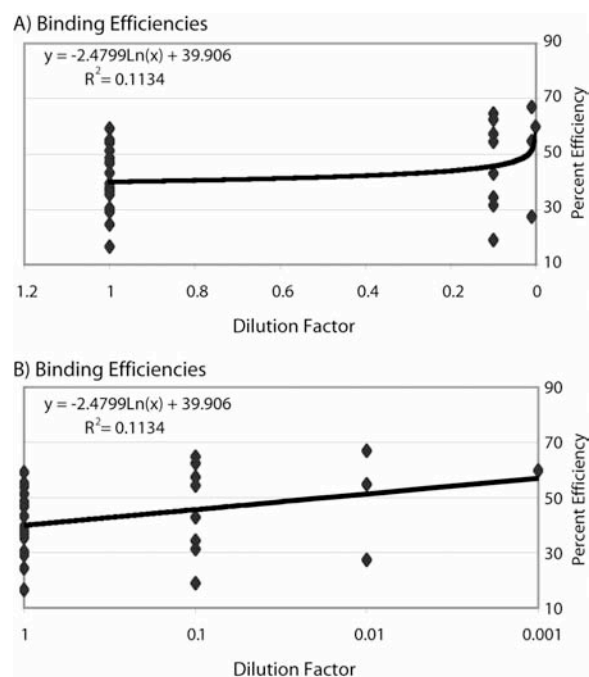 A) Binding Efficiencies
y = -2.4799Ln(x) + 39.906
R²= 0.1134
90
70
50
30
10
Percent Efficiency
1.2 1 0.8 0.6 0.4 0.2 0
Dilution Factor
B) Binding Efficiencies
y = -2.4799Ln(x) + 39.906
R²= 0.1134
90
70
50
30
10
Percent Efficiency
1 0.1 0.01 0.001
Dilution Factor